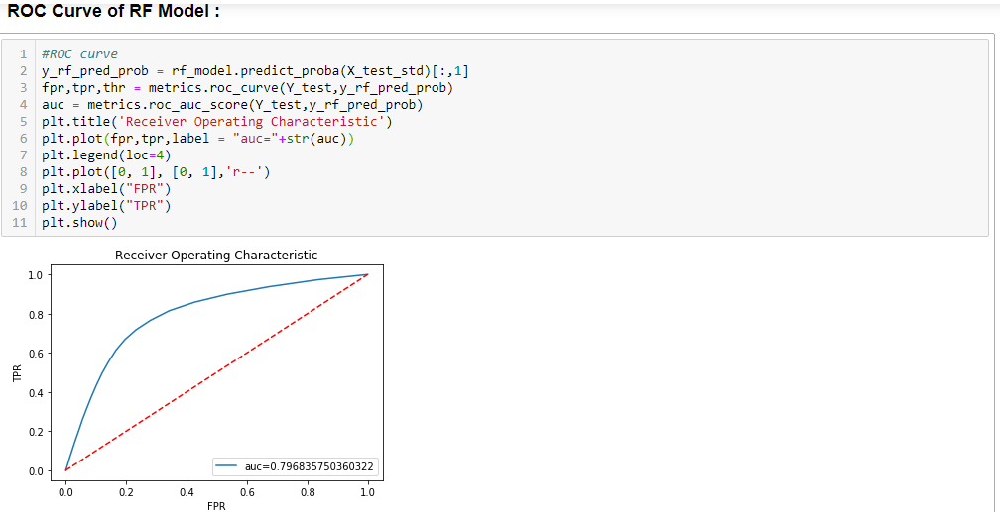 ROC Curve of RF Model :
1 #ROC curve
2 y_rf_pred_prob = rf_model.predict_proba(X_test_std)[:,1]
3 fpr,tpr,thr = metrics.roc_curve(Y_test,y_rf_pred_prob)
4 auc = metrics.roc_auc_score(Y_test,y_rf_pred_prob)
5 plt.title('Receiver Operating Characteristic')
6 plt.plot(fpr,tpr,label = "auc="+str(auc))
7 plt.legend(loc=4)
8 plt.plot([0, 1], [0, 1],'r--')
9 plt.xlabel("FPR")
10 plt.ylabel("TPR")
11 plt.show()
Receiver Operating Characteristic
1.0
0.8
0.6
TPR
0.4
0.2
0.0
auc=0.796835750360322
0.0 0.2 0.4 0.6 0.8 1.0
FPR